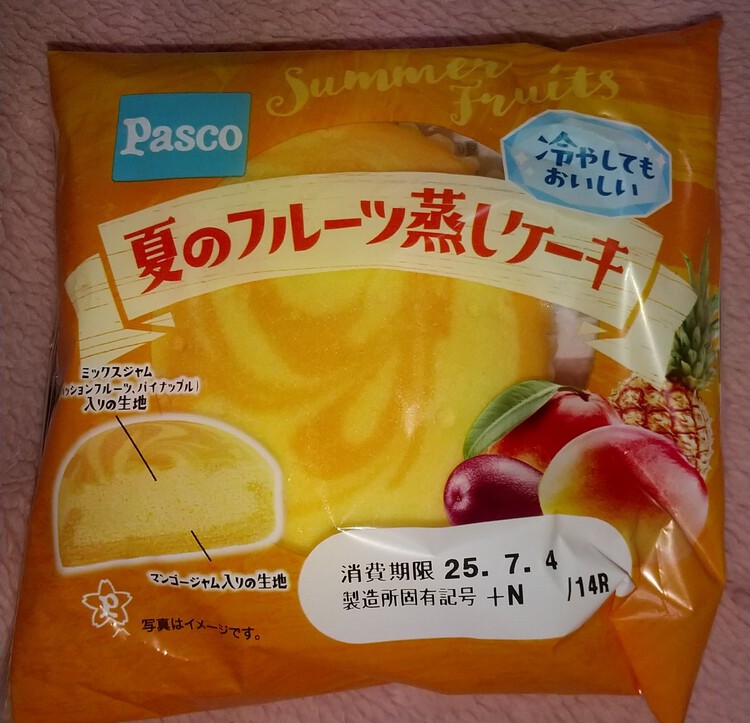 Summer
Fruits
Pasco
冷やしても
おいしい
夏のフルーツ蒸しケーキ
ミックスジャム
ッションフルーツ、パイナップル)
入りの生地
マンゴージャム入りの生地
写真はイメージです。
消費期限 25. 7. 4
製造所固有記号 +N /14R